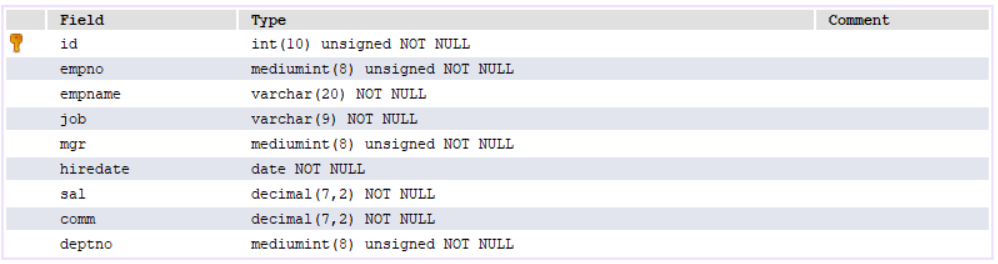 Field Type Comment
id int(10) unsigned NOT NULL
empno mediumint(8) unsigned NOT NULL
empname varchar(20) NOT NULL
job varchar(9) NOT NULL
mgr mediumint(8) unsigned NOT NULL
hiredate date NOT NULL
sal decimal(7,2) NOT NULL
comm decimal(7,2) NOT NULL
deptno mediumint(8) unsigned NOT NULL